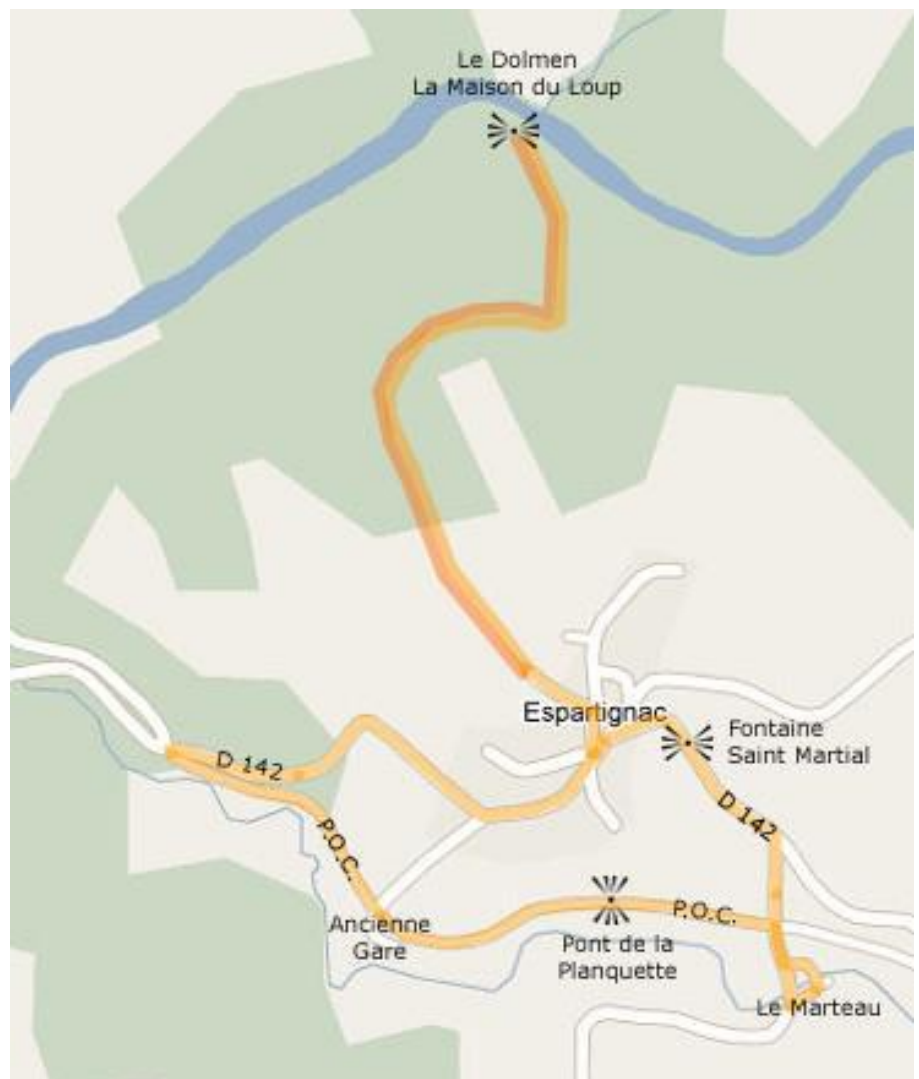 Le Dolmen
La Maison du Loup
Espartignac
Fontaine
Saint Martial
D 142
D 142
P.O.C.
P.O.C.
Ancienne
Gare
Pont de la
Planquette
Le Marteau